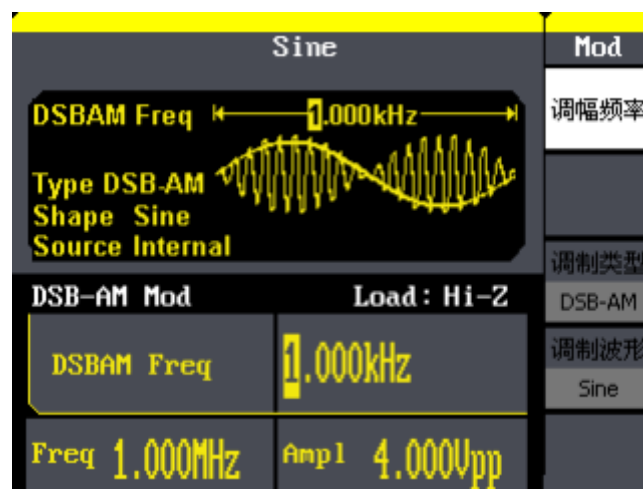 Sine
Mod
DSBAM Freq 1.000kHz
调幅频率
Type DSB-AM
Shape Sine
Source Internal
调制类型
DSB-AM
DSB-AM Mod Load: Hi-Z
调制波形
Sine
DSBAM Freq 1.000kHz
Freq 1.000MHz Ampl 4.000Vpp